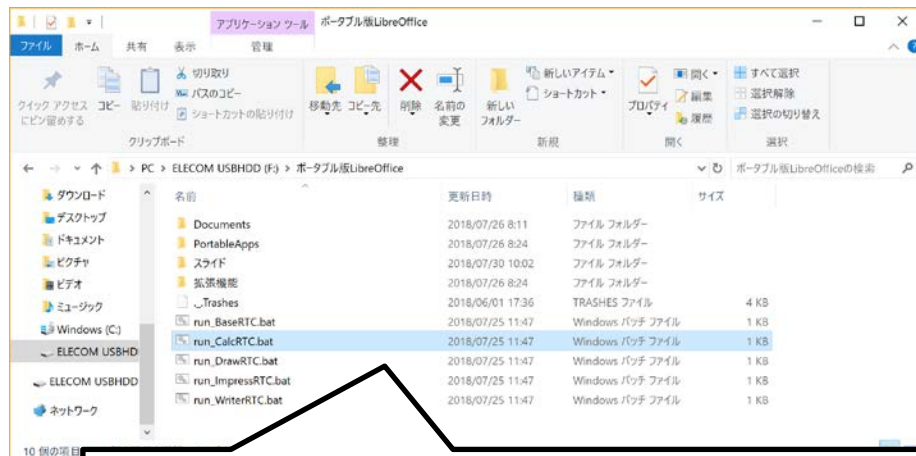 アプリケーション ツール ポータブル版LibreOffice
ファイル ホーム 共有 表示 管理
クイック アクセス
にピン留めする
コピー
貼り付け
切り取り
パスのコピー
ショートカットの貼り付け
移動先 コピー先 削除 名前の
変更
新しい
フォルダー
新しいアイテム
ショートカット
プロパティ
開く
編集
履歴
すべて選択
選択解除
選択の切り替え
クリップボード 整理 新規 開く 選択
PC > ELECOM USBHDD (F:) > ポータブル版LibreOffice
ポータブル版LibreOfficeの検索
ダウンロード
デスクトップ
ドキュメント
ピクチャ
ビデオ
ミュージック
Windows (C:)
ELECOM USBHD
ELECOM USBHDD
ネットワーク
名前 更新日時 種類 サイズ
Documents 2018/07/26 8:11 ファイル フォルダー
PortableApps 2018/07/26 8:24 ファイル フォルダー
スライド 2018/07/30 10:02 ファイル フォルダー
拡張機能 2018/07/26 8:24 ファイル フォルダー
._Trashes 2018/06/01 17:36 TRASHES ファイル 4 KB
run_BaseRTC.bat 2018/07/25 11:47 Windows バッチ ファイル 1 KB
run_CalcRTC.bat 2018/07/25 11:47 Windows バッチ ファイル 1 KB
run_DrawRTC.bat 2018/07/25 11:47 Windows バッチ ファイル 1 KB
run_ImpressRTC.bat 2018/07/25 11:47 Windows バッチ ファイル 1 KB
run_WriterRTC.bat 2018/07/25 11:47 Windows バッチ ファイル 1 KB
10 個の項目